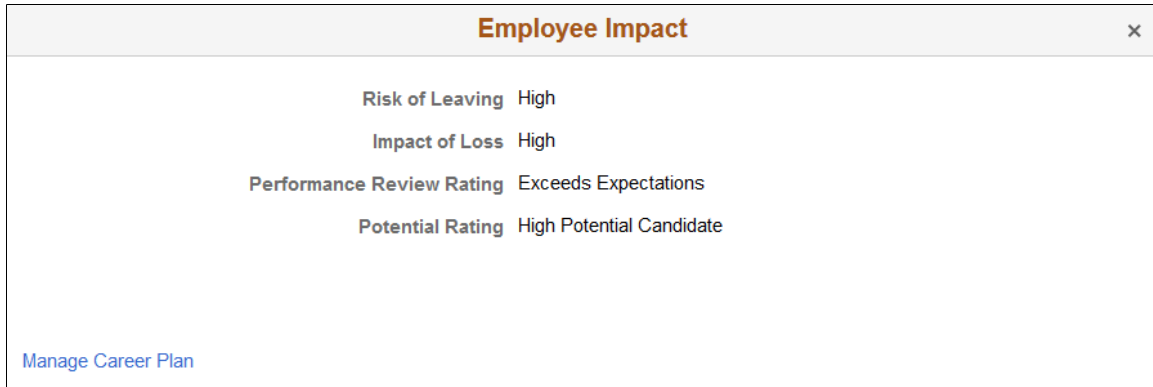 Employee Impact
×
Risk of Leaving High
Impact of Loss High
Performance Review Rating Exceeds Expectations
Potential Rating High Potential Candidate
Manage Career Plan